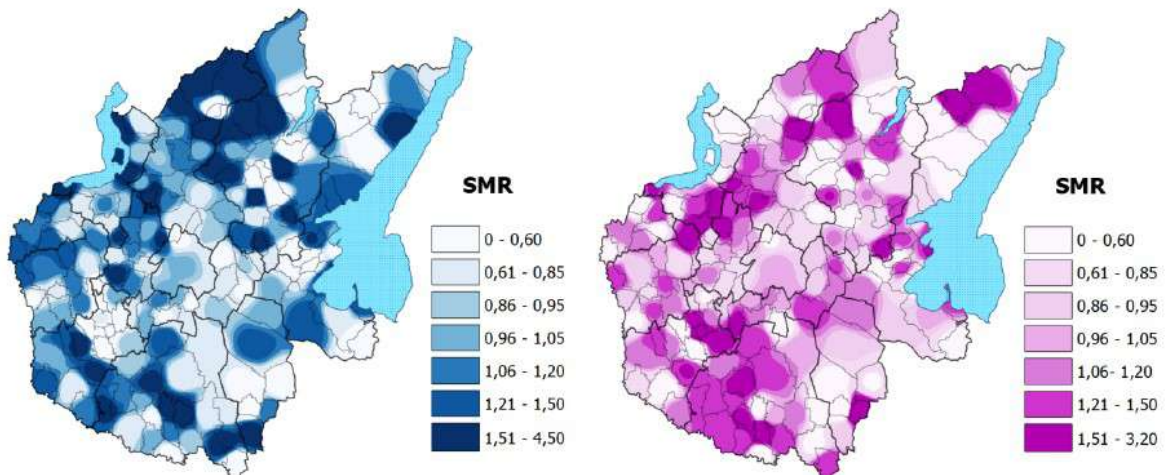 SMR
0 - 0,60
0,61 - 0,85
0,86 - 0,95
0,96 - 1,05
1,06 - 1,20
1,21 - 1,50
1,51 - 4,50
SMR
0 - 0,60
0,61 - 0,85
0,86 - 0,95
0,96 - 1,05
1,06- 1,20
1,21 - 1,50
1,51 - 3,20